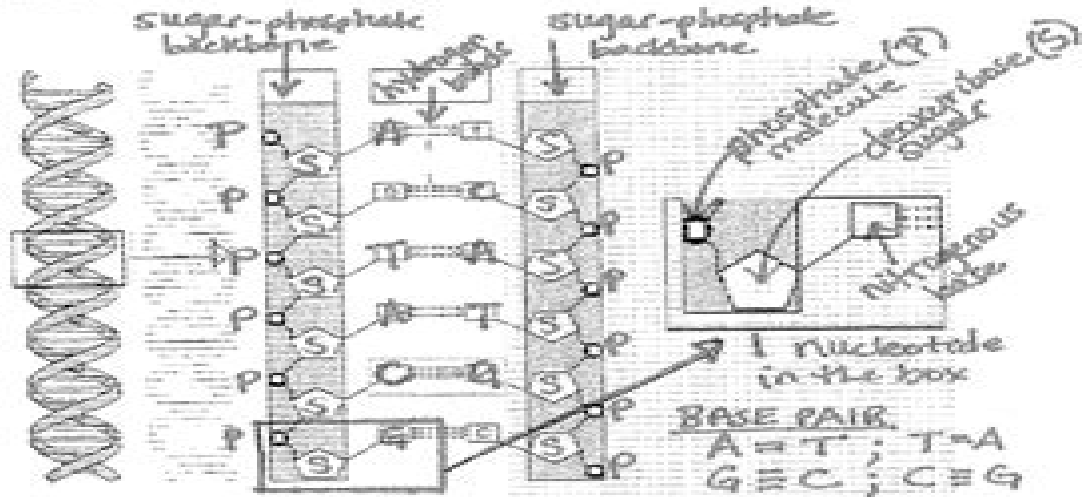 sugar-phosphate
backbone
sugar-phosphate
backbone
hydrogen
bonds
phosphate (P)
molecule
deoxyribose (S)
sugar
P
P
P
P
P
P
S
S
S
S
S
S
A T
G C
T A
A T
C G
G C
S
S
S
S
S
S
P
P
P
P
P
P
nitrogenous
base
1 nucleotide
in the box
BASE PAIR
A = T ; T = A
G ≡ C ; C ≡ G